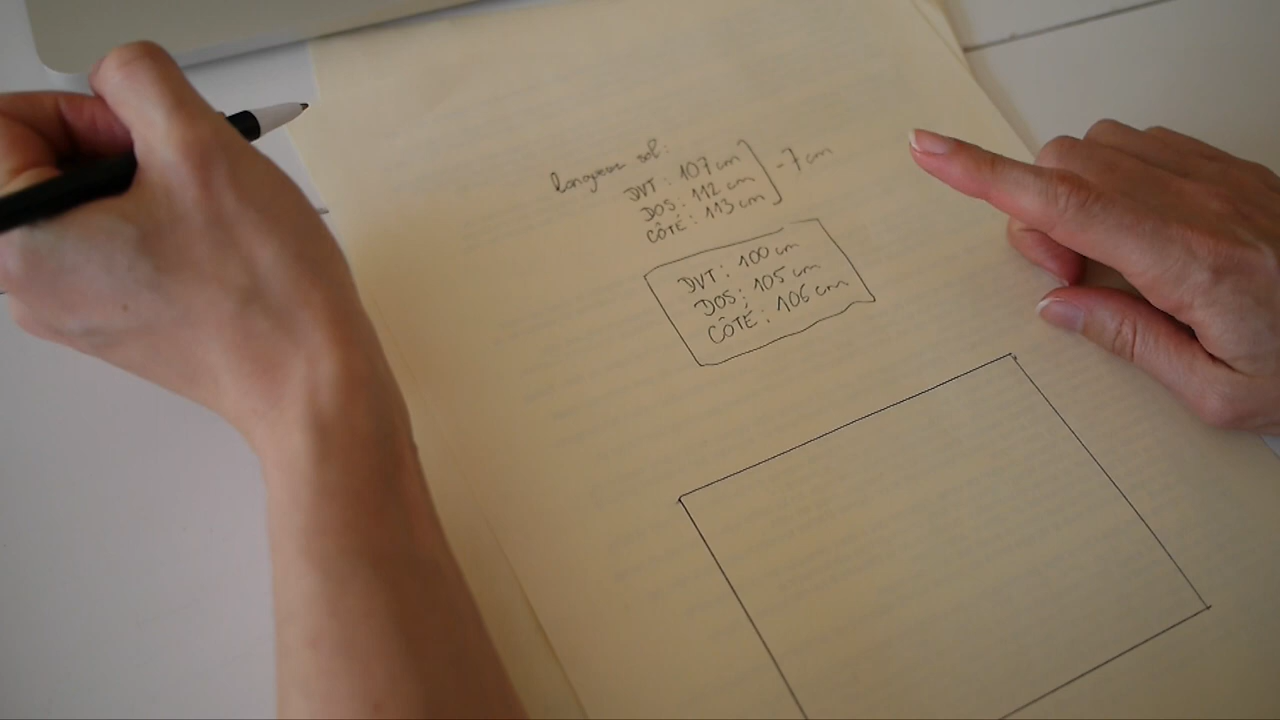 longueur sol:
DVT : 107 cm
DOS : 112 cm
CÔTÉ : 113 cm
-7 cm
DVT : 100 cm
DOS : 105 cm
CÔTÉ : 106 cm